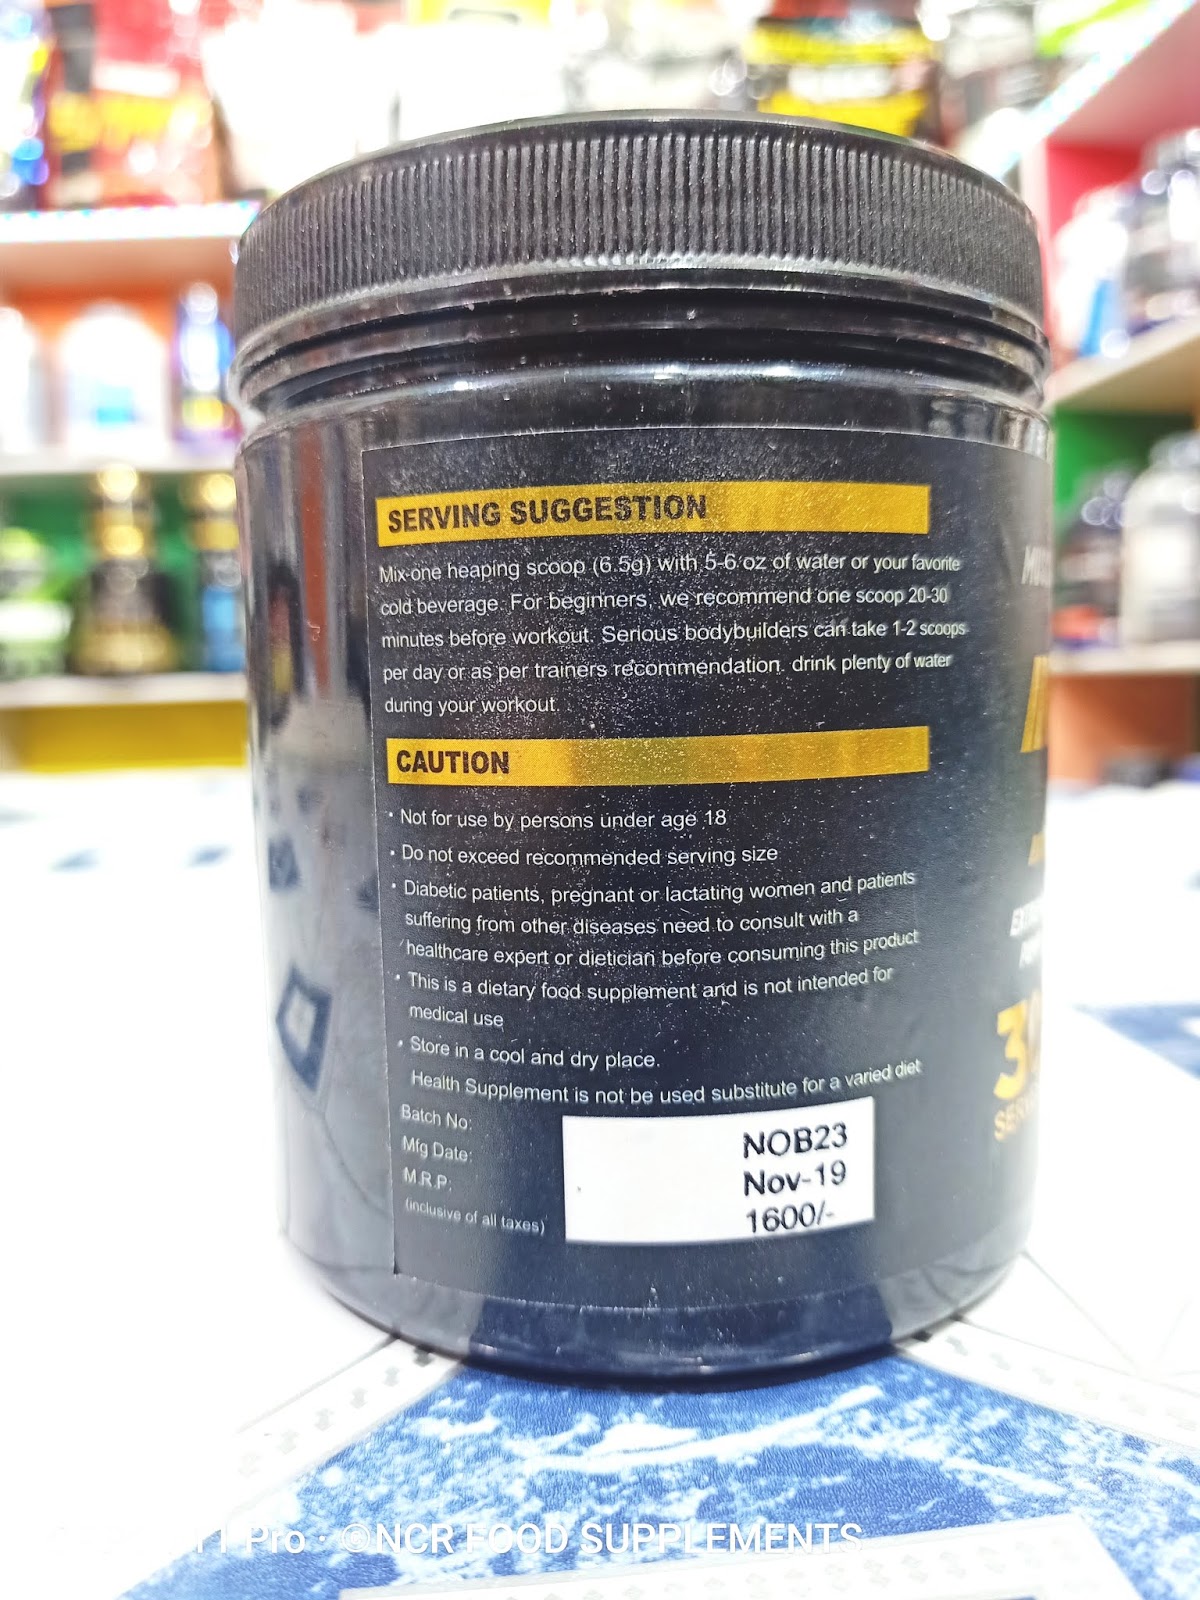 SERVING SUGGESTION
Mix one heaping scoop (6.5g) with 5-6 oz of water or your favorite
cold beverage. For beginners, we recommend one scoop 20-30
minutes before workout. Serious bodybuilders can take 1-2 scoops
per day or as per trainers recommendation. drink plenty of water
during your workout.
CAUTION
• Not for use by persons under age 18
• Do not exceed recommended serving size
• Diabetic patients, pregnant or lactating women and patients
suffering from other diseases need to consult with a
healthcare expert or dietician before consuming this product
• This is a dietary food supplement and is not intended for
medical use
• Store in a cool and dry place.
Health Supplement is not be used substitute for a varied diet
Batch No: NOB23
Mfg Date: Nov-19
M.R.P: 1600/-
(inclusive of all taxes)
Pro · ©NCR FOOD SUPPLEMENTS